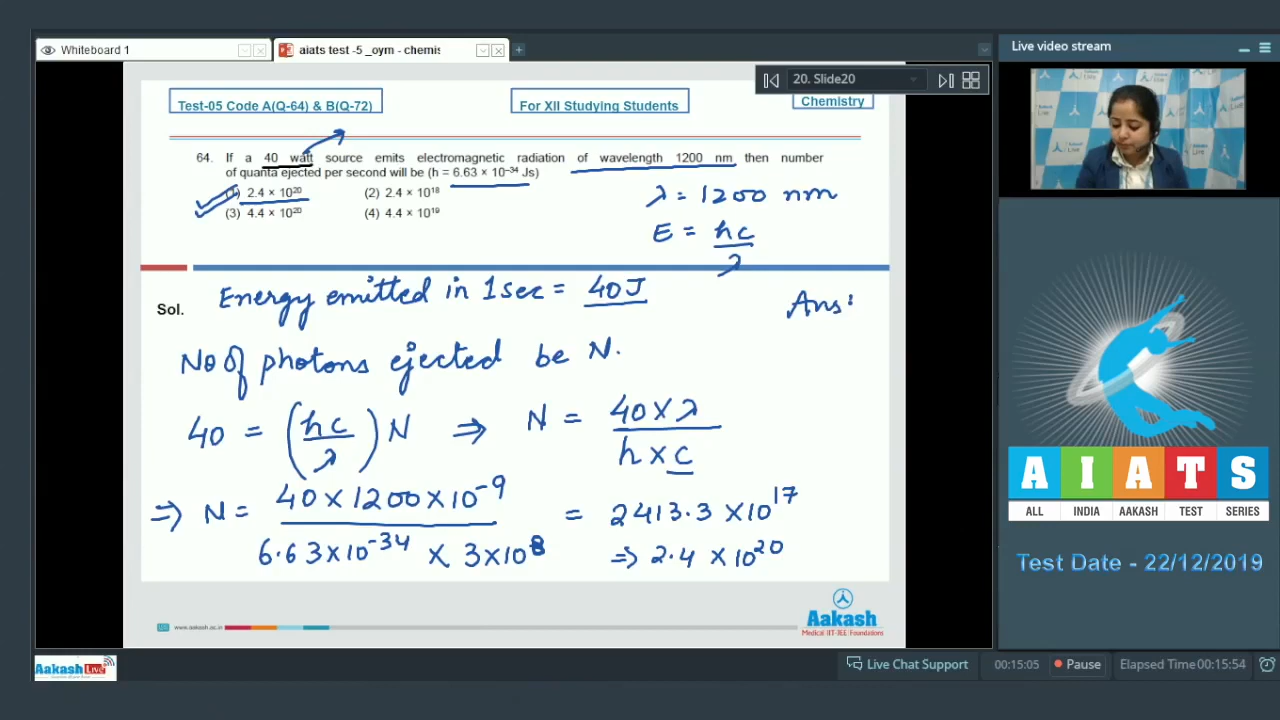 Whiteboard 1
aiats test -5 _oym - chemis
Live video stream
20. Slide20
Test-05 Code A(Q-64) & B(Q-72)
For XII Studying Students
Chemistry
64. If a 40 watt source emits electromagnetic radiation of wavelength 1200 nm then number
of quanta ejected per second will be (h = 6.63 × 10⁻³⁴ Js)
(1) 2.4 × 10²⁰ (2) 2.4 × 10¹⁸
(3) 4.4 × 10²⁰ (4) 4.4 × 10¹⁹
λ = 1200 nm
E = hc/λ
Sol.
Energy emitted in 1sec = 40J
Ans:
No of photons ejected be N.
40 = (hc/λ) N ⇒ N = 40 × λ / h × c
⇒ N = 40 × 1200 × 10⁻⁹ / 6.63 × 10⁻³⁴ × 3 × 10⁸ = 2413.3 × 10¹⁷
⇒ 2.4 × 10²⁰
www.aakash.ac.in
Aakash
Medical | IIT-JEE | Foundations
A I A T S
ALL INDIA AAKASH TEST SERIES
Test Date - 22/12/2019
Aakash Live
Live Chat Support
00:15:05
Pause
Elapsed Time 00:15:54